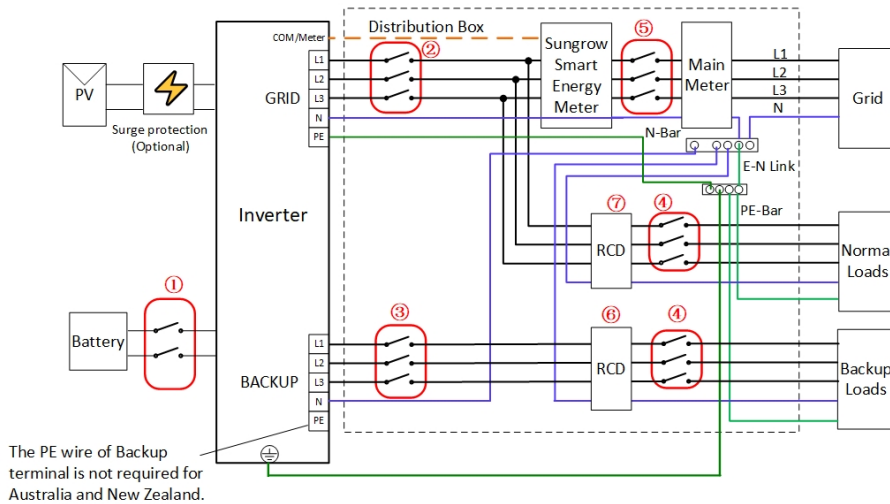 Distribution Box
COM/Meter
②
⑤
L1
L2
L3
N
PE
GRID
PV
Surge protection
(Optional)
Sungrow
Smart
Energy
Meter
Main
Meter
L1
L2
L3
N
Grid
N-Bar
E-N Link
PE-Bar
Inverter
⑦
④
RCD
Norma
Loads
①
Battery
③
⑥
④
L1
L2
L3
N
PE
BACKUP
RCD
Backup
Loads
The PE wire of Backup
terminal is not required for
Australia and New Zealand.